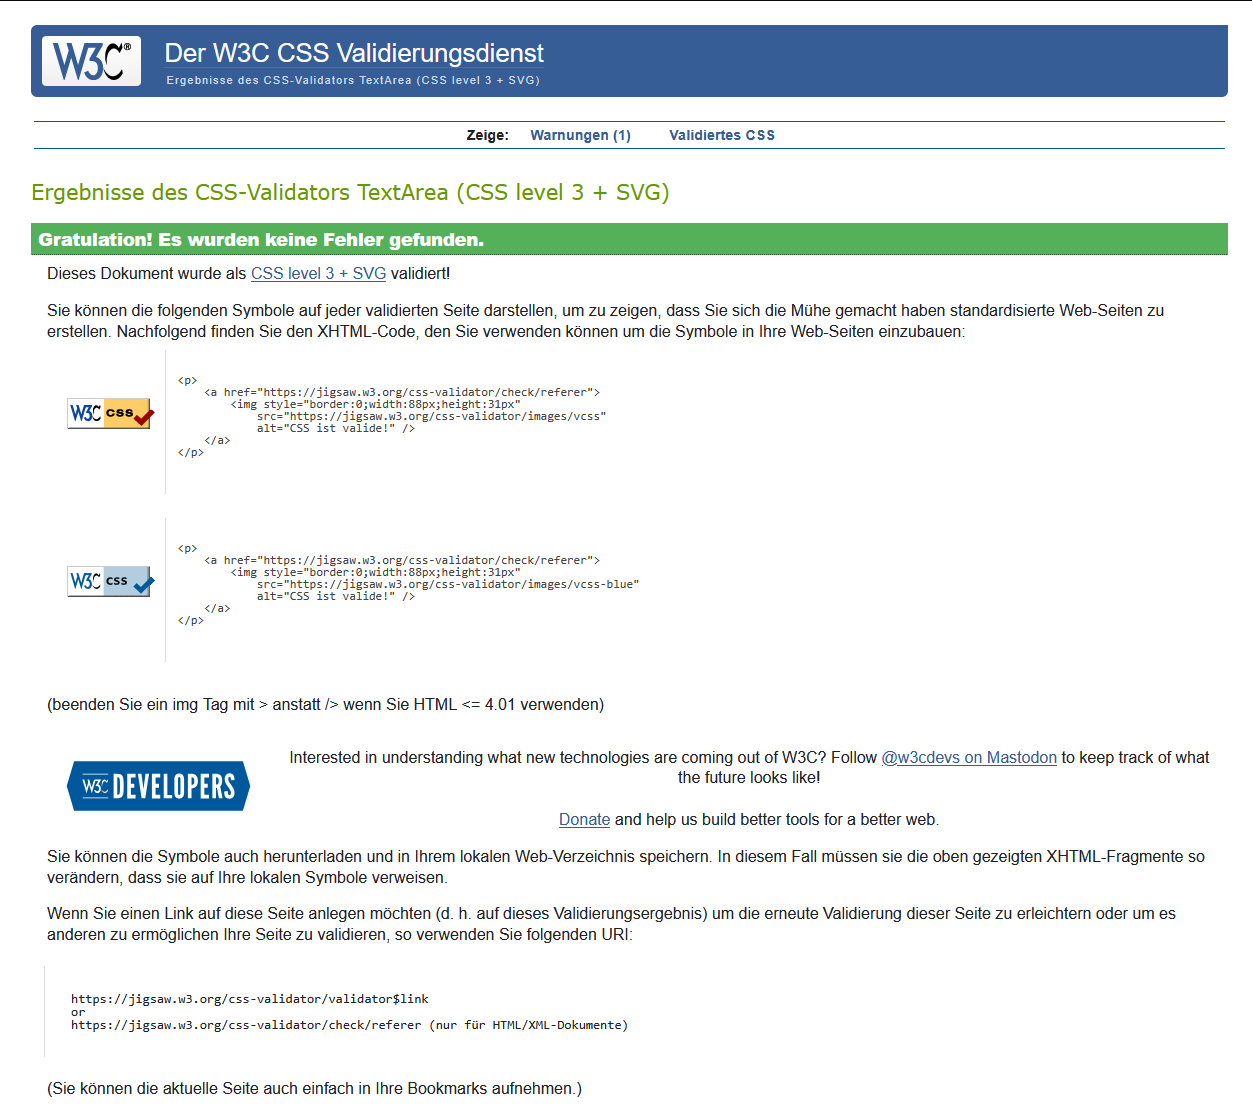 W3C®
Der W3C CSS Validierungsdienst
Ergebnisse des CSS-Validators TextArea (CSS level 3 + SVG)
Zeige: Warnungen (1) Validiertes CSS
Ergebnisse des CSS-Validators TextArea (CSS level 3 + SVG)
Gratulation! Es wurden keine Fehler gefunden.
Dieses Dokument wurde als CSS level 3 + SVG validiert!
Sie können die folgenden Symbole auf jeder validierten Seite darstellen, um zu zeigen, dass Sie sich die Mühe gemacht haben standardisierte Web-Seiten zu
erstellen. Nachfolgend finden Sie den XHTML-Code, den Sie verwenden können um die Symbole in Ihre Web-Seiten einzubauen:
W3C css
<p>
    <a href="https://jigsaw.w3.org/css-validator/check/referer">
        <img style="border:0;width:88px;height:31px"
            src="https://jigsaw.w3.org/css-validator/images/vcss"
            alt="CSS ist valide!" />
    </a>
</p>
W3C css
<p>
    <a href="https://jigsaw.w3.org/css-validator/check/referer">
        <img style="border:0;width:88px;height:31px"
            src="https://jigsaw.w3.org/css-validator/images/vcss-blue"
            alt="CSS ist valide!" />
    </a>
</p>
(beenden Sie ein img Tag mit > anstatt /> wenn Sie HTML <= 4.01 verwenden)
W3C DEVELOPERS
Interested in understanding what new technologies are coming out of W3C? Follow @w3cdevs on Mastodon to keep track of what
the future looks like!
Donate and help us build better tools for a better web.
Sie können die Symbole auch herunterladen und in Ihrem lokalen Web-Verzeichnis speichern. In diesem Fall müssen sie die oben gezeigten XHTML-Fragmente so
verändern, dass sie auf Ihre lokalen Symbole verweisen.
Wenn Sie einen Link auf diese Seite anlegen möchten (d. h. auf dieses Validierungsergebnis) um die erneute Validierung dieser Seite zu erleichtern oder um es
anderen zu ermöglichen Ihre Seite zu validieren, so verwenden Sie folgenden URI:
https://jigsaw.w3.org/css-validator/validator$link
or
https://jigsaw.w3.org/css-validator/check/referer (nur für HTML/XML-Dokumente)
(Sie können die aktuelle Seite auch einfach in Ihre Bookmarks aufnehmen.)